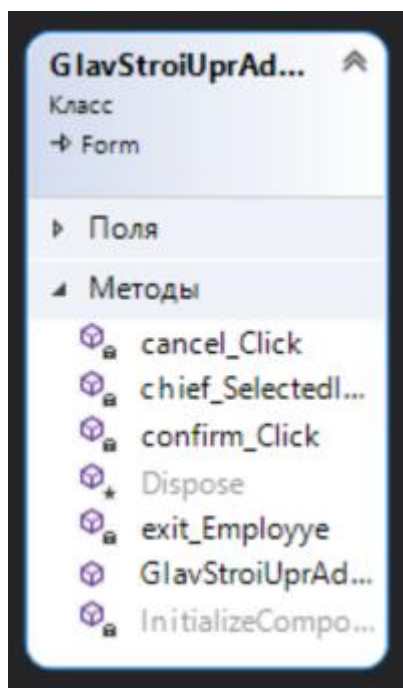 GlavStroiUprAd...
Класс
Form
Поля
Методы
cancel_Click
chief_SelectedI...
confirm_Click
Dispose
exit_Employye
GlavStroiUprAd...
InitializeCompo...